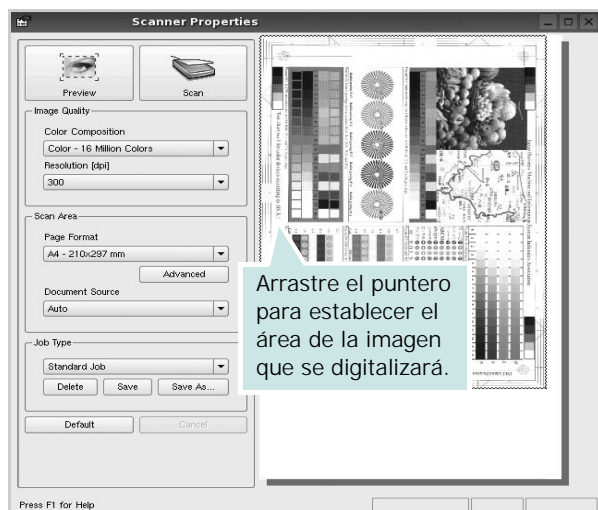 Scanner Properties
Preview
Scan
Image Quality
Color Composition
Color - 16 Million Colors
Resolution [dpi]
300
Scan Area
Page Format
A4 - 210x297 mm
Advanced
Document Source
Auto
Job Type
Standard Job
Delete
Save
Save As...
Default
Cancel
Arrastre el puntero
para establecer el
área de la imagen
que se digitalizará.
Press F1 for Help